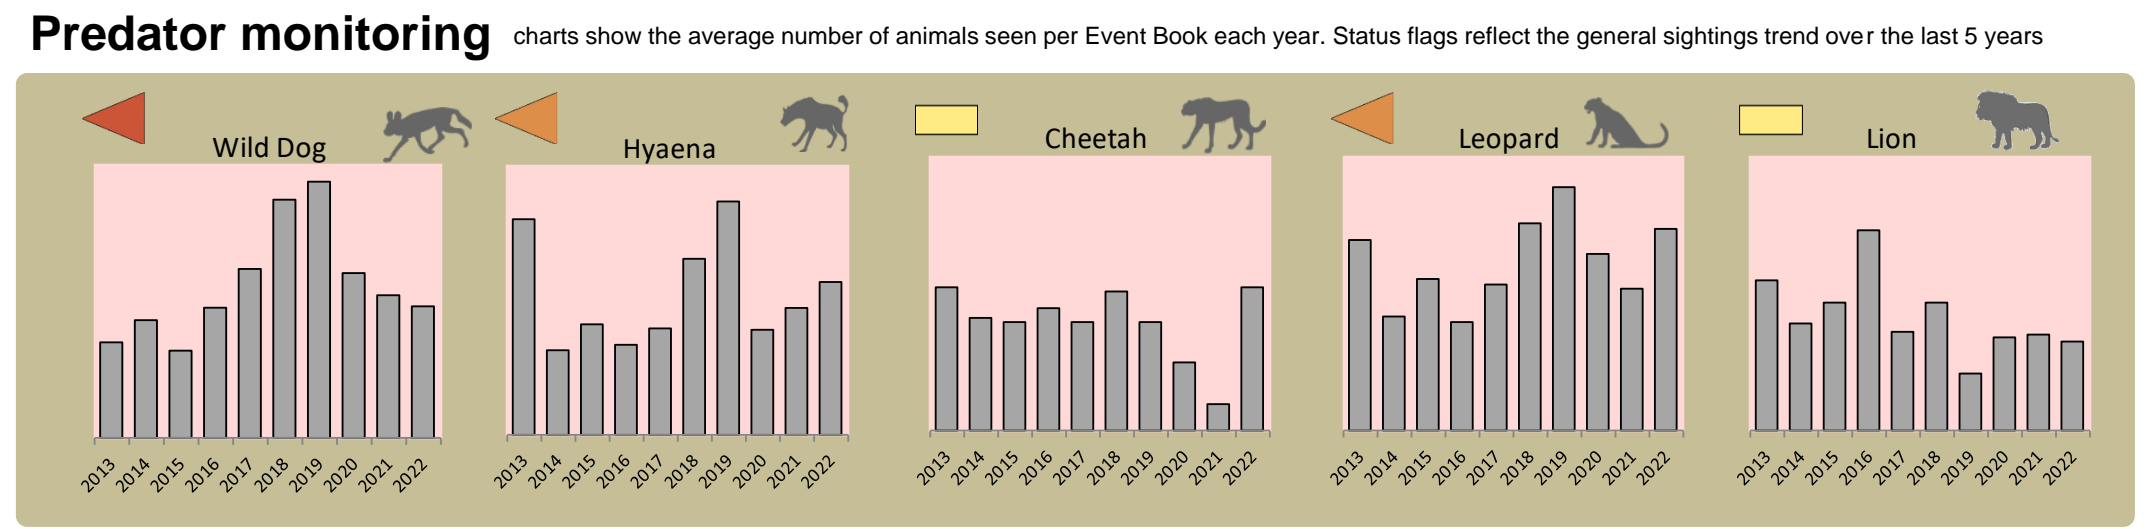 Predator monitoring charts show the average number of animals seen per Event Book each year. Status flags reflect the general sightings trend over the last 5 years
Wild Dog
2013 2014 2015 2016 2017 2018 2019 2020 2021 2022
Hyaena
2013 2014 2015 2016 2017 2018 2019 2020 2021 2022
Cheetah
2013 2014 2015 2016 2017 2018 2019 2020 2021 2022
Leopard
2013 2014 2015 2016 2017 2018 2019 2020 2021 2022
Lion
2013 2014 2015 2016 2017 2018 2019 2020 2021 2022